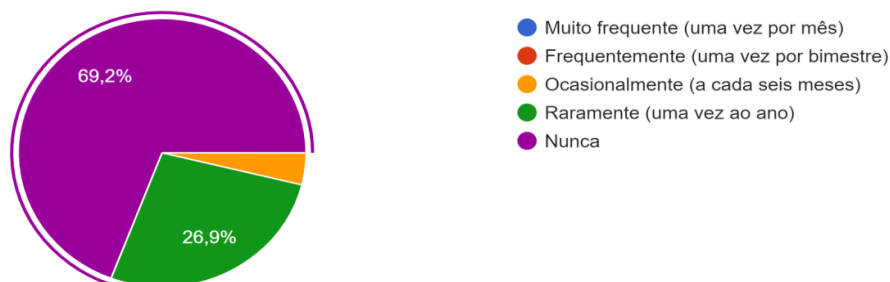 69,2%
26,9%
Muito frequente (uma vez por mês)
Frequentemente (uma vez por bimestre)
Ocasionalmente (a cada seis meses)
Raramente (uma vez ao ano)
Nunca